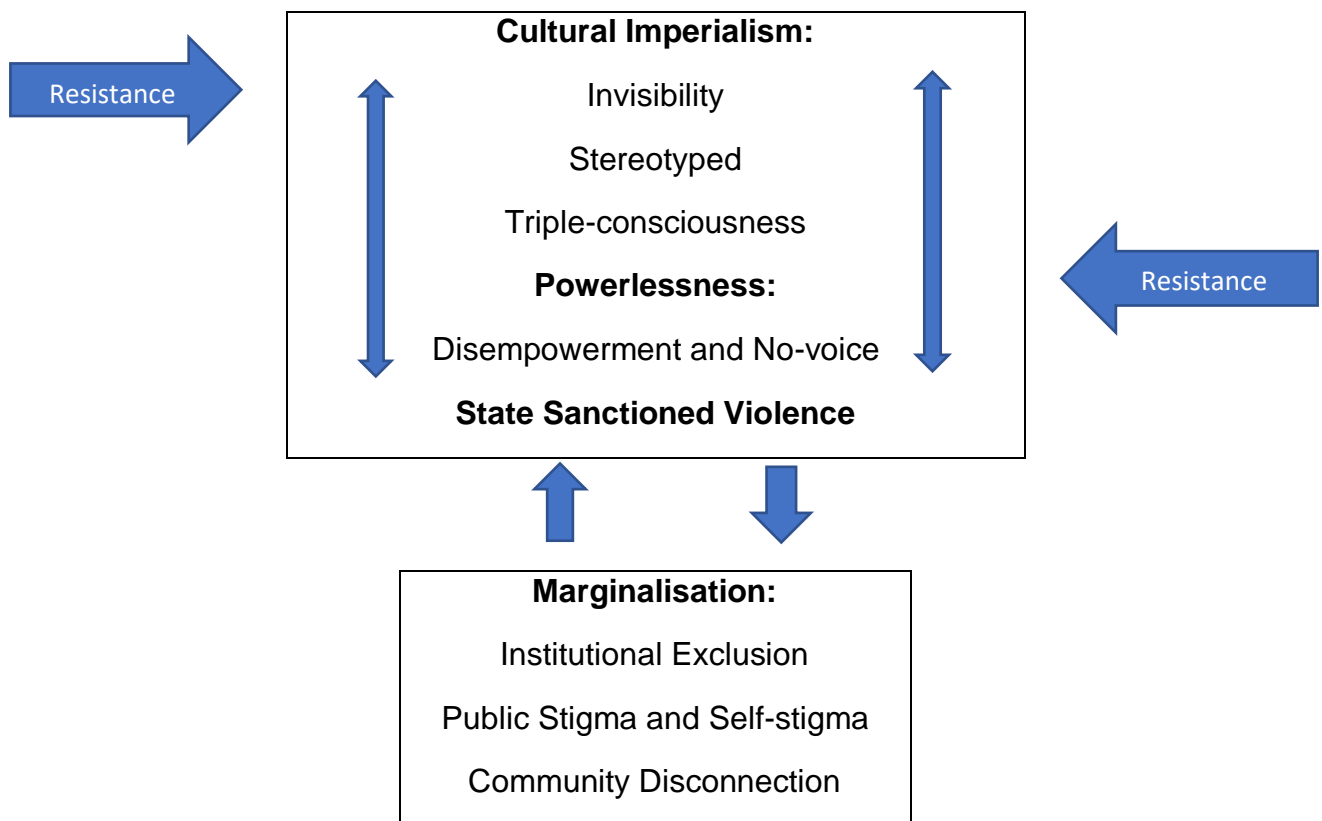 Cultural Imperialism:
Resistance
Invisibility
Stereotyped
Triple-consciousness
Powerlessness:
Resistance
Disempowerment and No-voice
State Sanctioned Violence
Marginalisation:
Institutional Exclusion
Public Stigma and Self-stigma
Community Disconnection